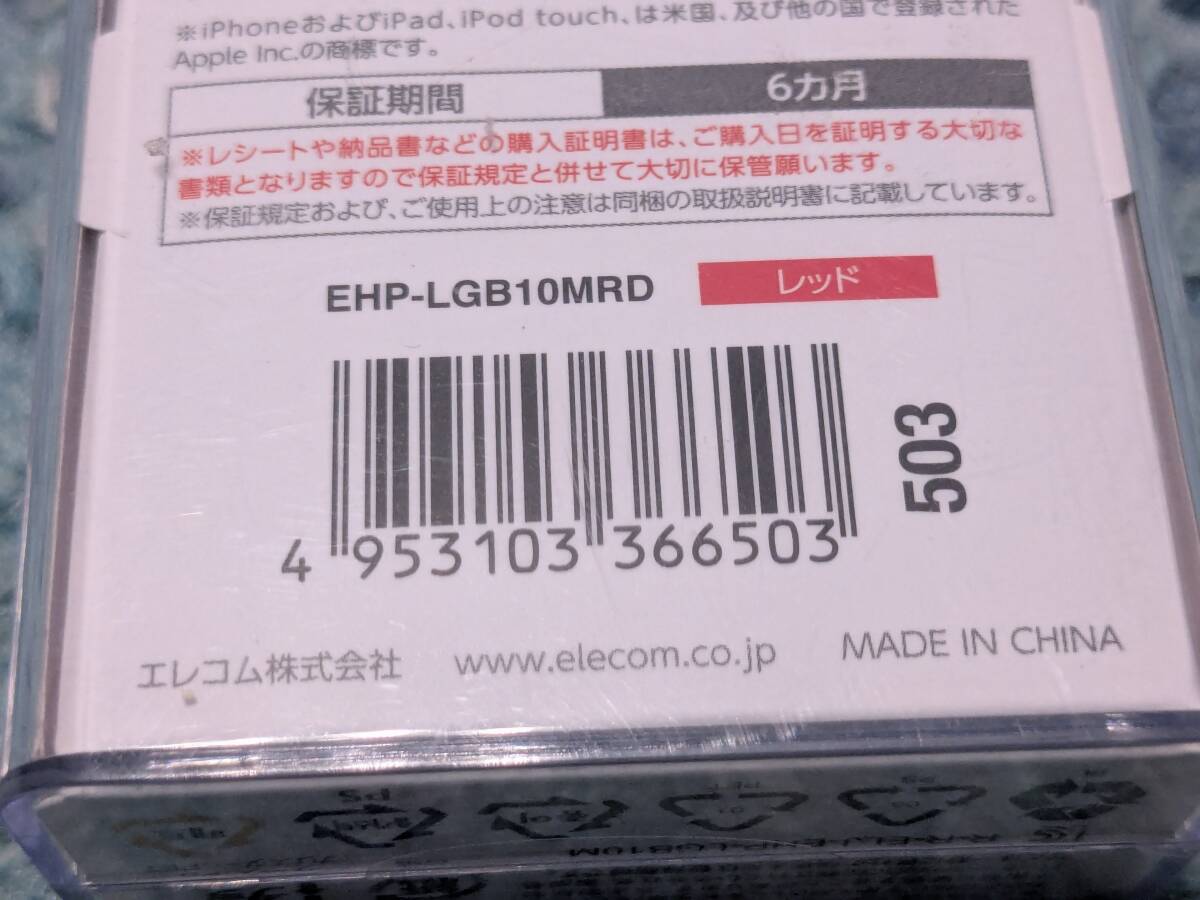 ※iPhoneおよびiPad、iPod touch、は米国、及び他の国で登録された
Apple Inc.の商標です。
保証期間 6カ月
※レシートや納品書などの購入証明書は、ご購入日を証明する大切な
書類となりますので保証規定と併せて大切に保管願います。
※保証規定および、ご使用上の注意は同梱の取扱説明書に記載しています。
EHP-LGB10MRD レッド
503
4 953103 366503
エレコム株式会社 www.elecom.co.jp MADE IN CHINA
PS